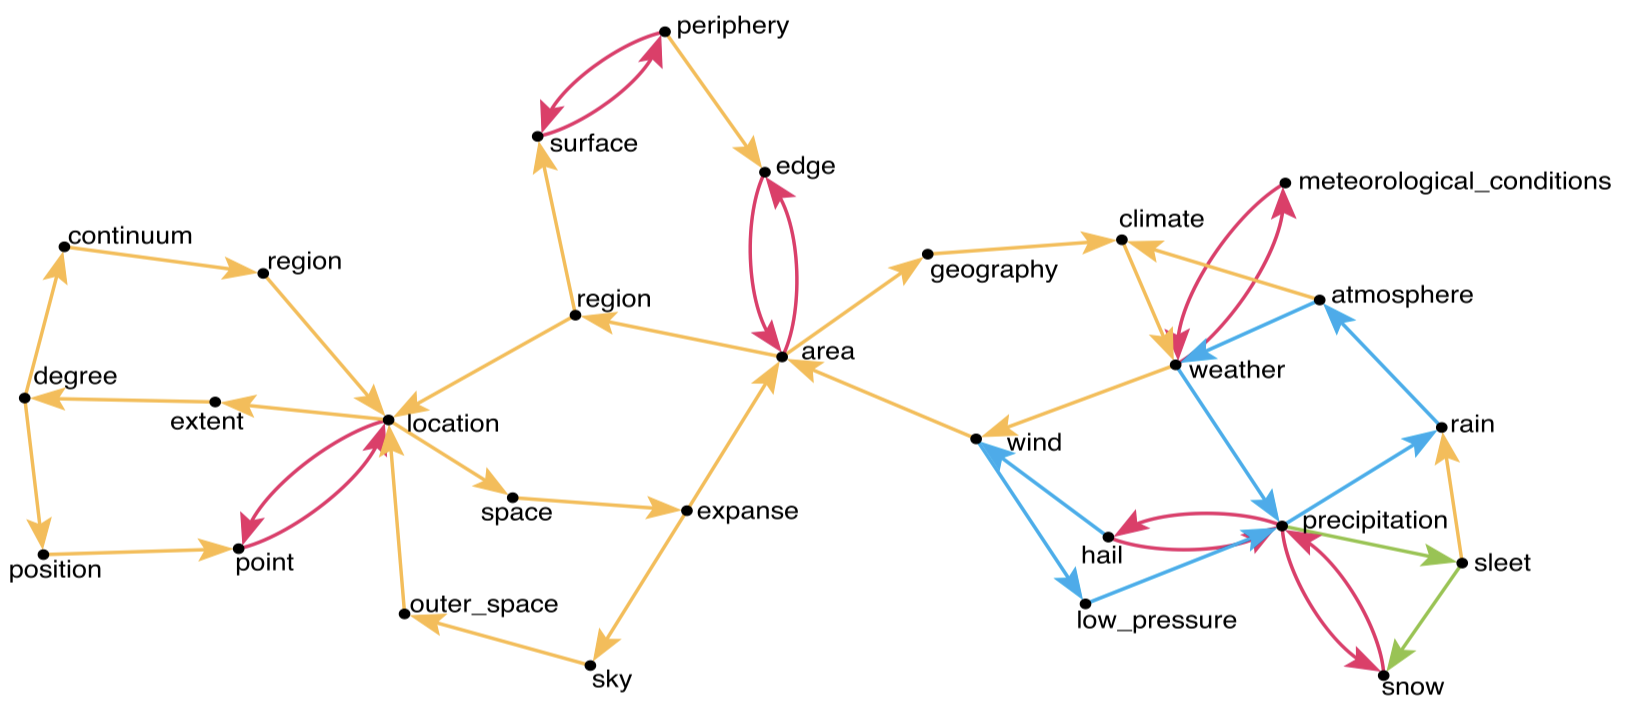 periphery
surface
edge
meteorological_conditions
climate
continuum
region
geography
region
atmosphere
area
weather
degree
extent
location
rain
wind
space
expanse
precipitation
hail
sleet
point
position
outer_space
low_pressure
sky
snow